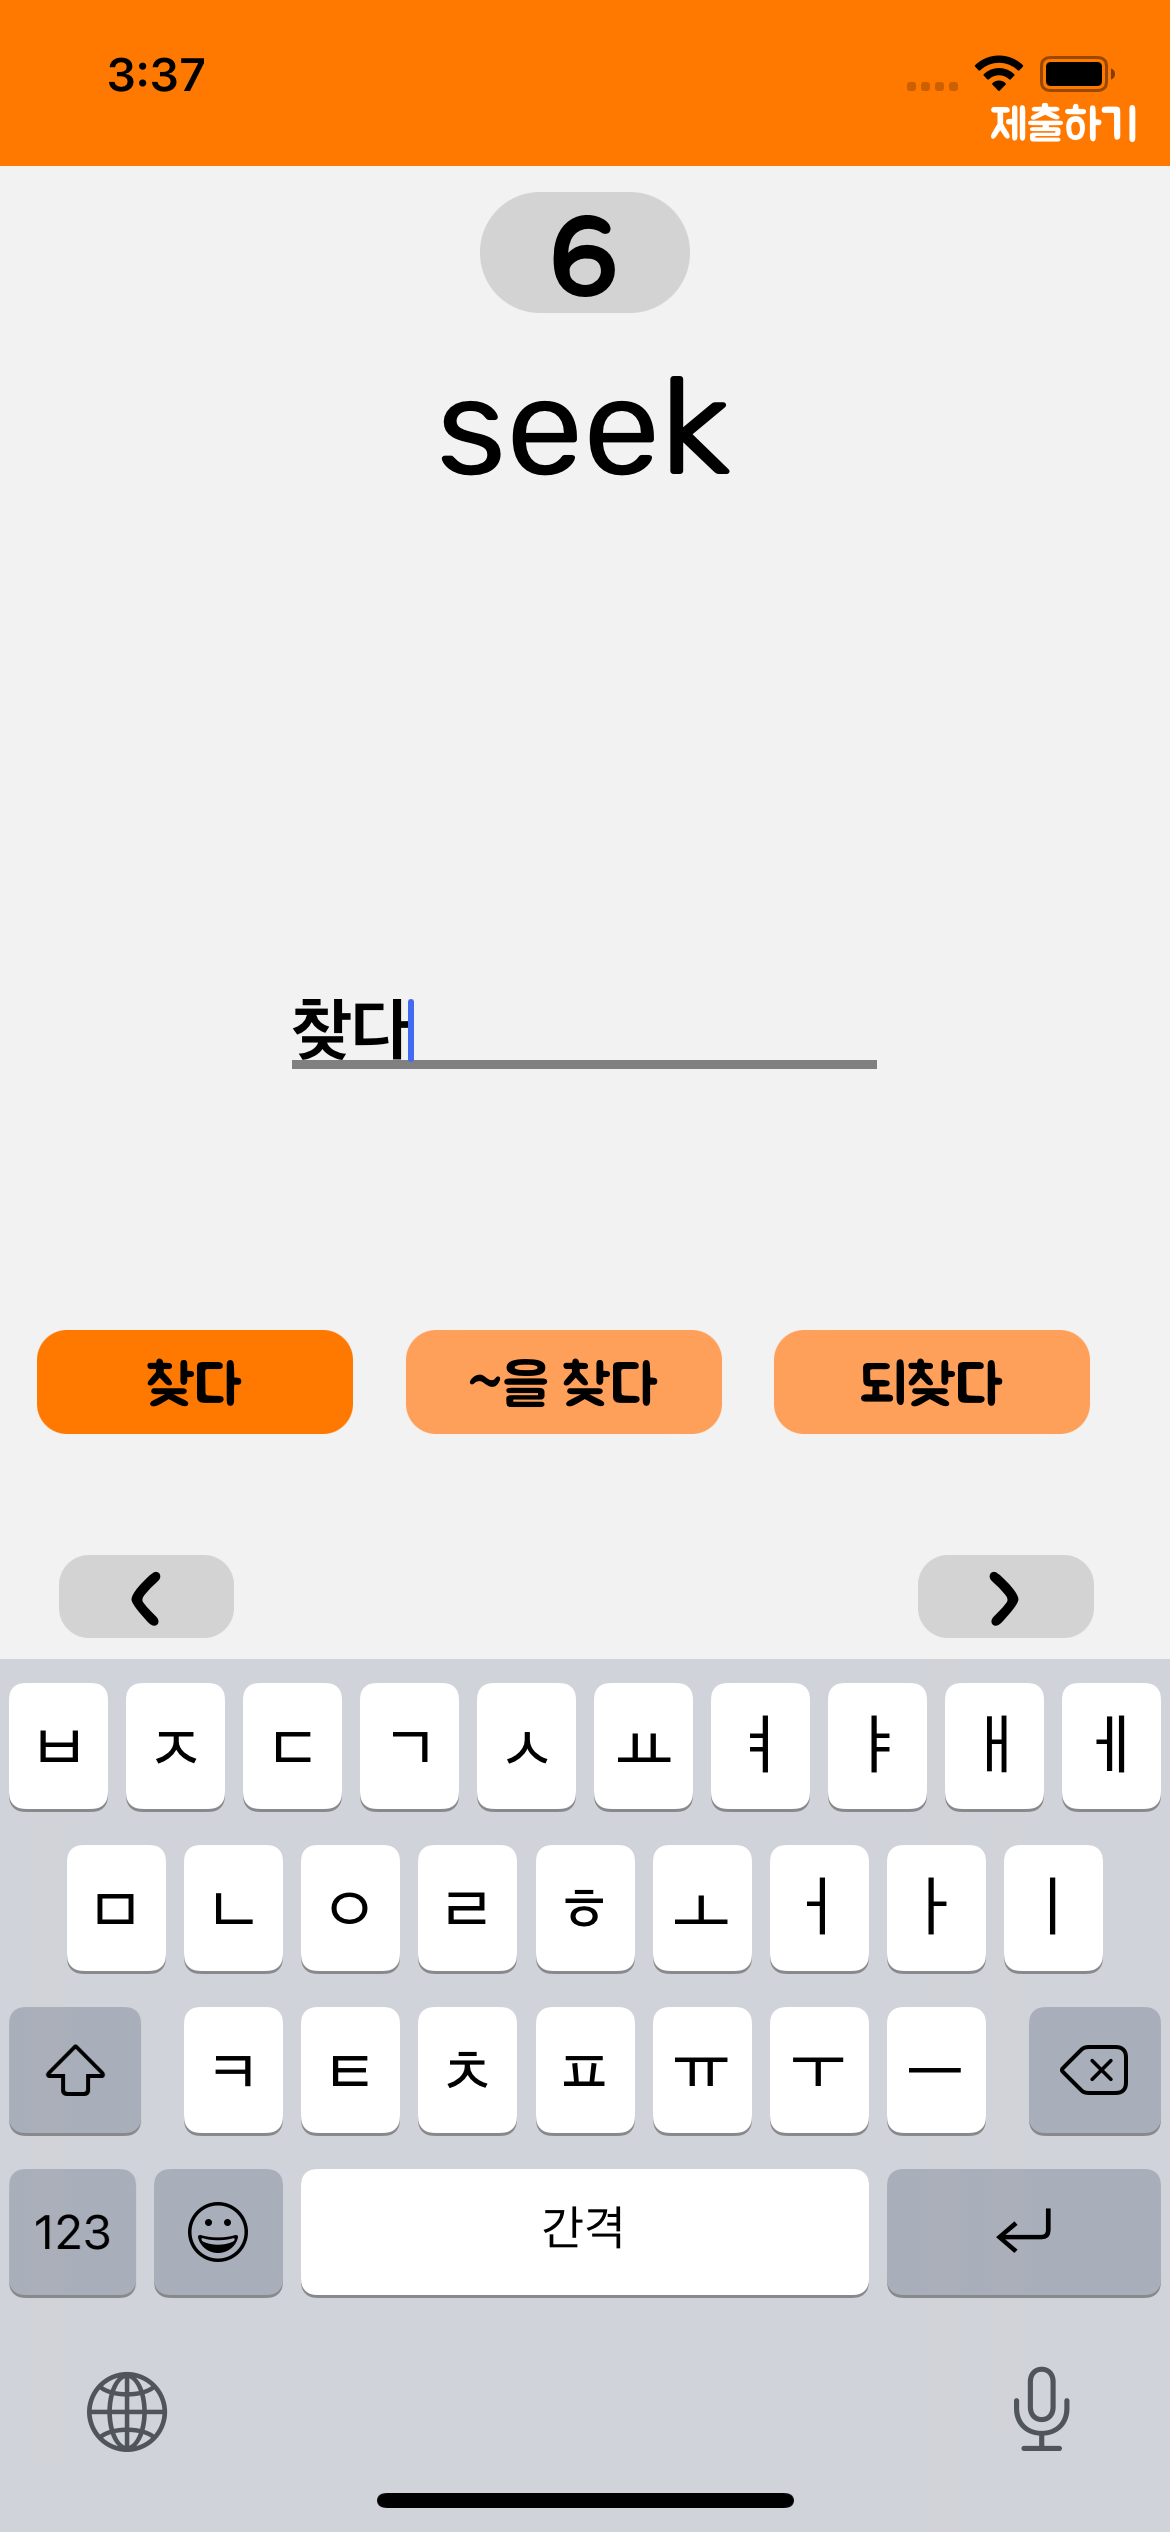 3:37
제출하기
6
seek
찾다
찾다 ~을 찾다 되찾다
ㅂ ㅈ ㄷ ㄱ ㅅ ㅛ ㅕ ㅑ ㅐ ㅔ
ㅁ ㄴ ㅇ ㄹ ㅎ ㅗ ㅓ ㅏ ㅣ
ㅋ ㅌ ㅊ ㅍ ㅠ ㅜ ㅡ
123 간격